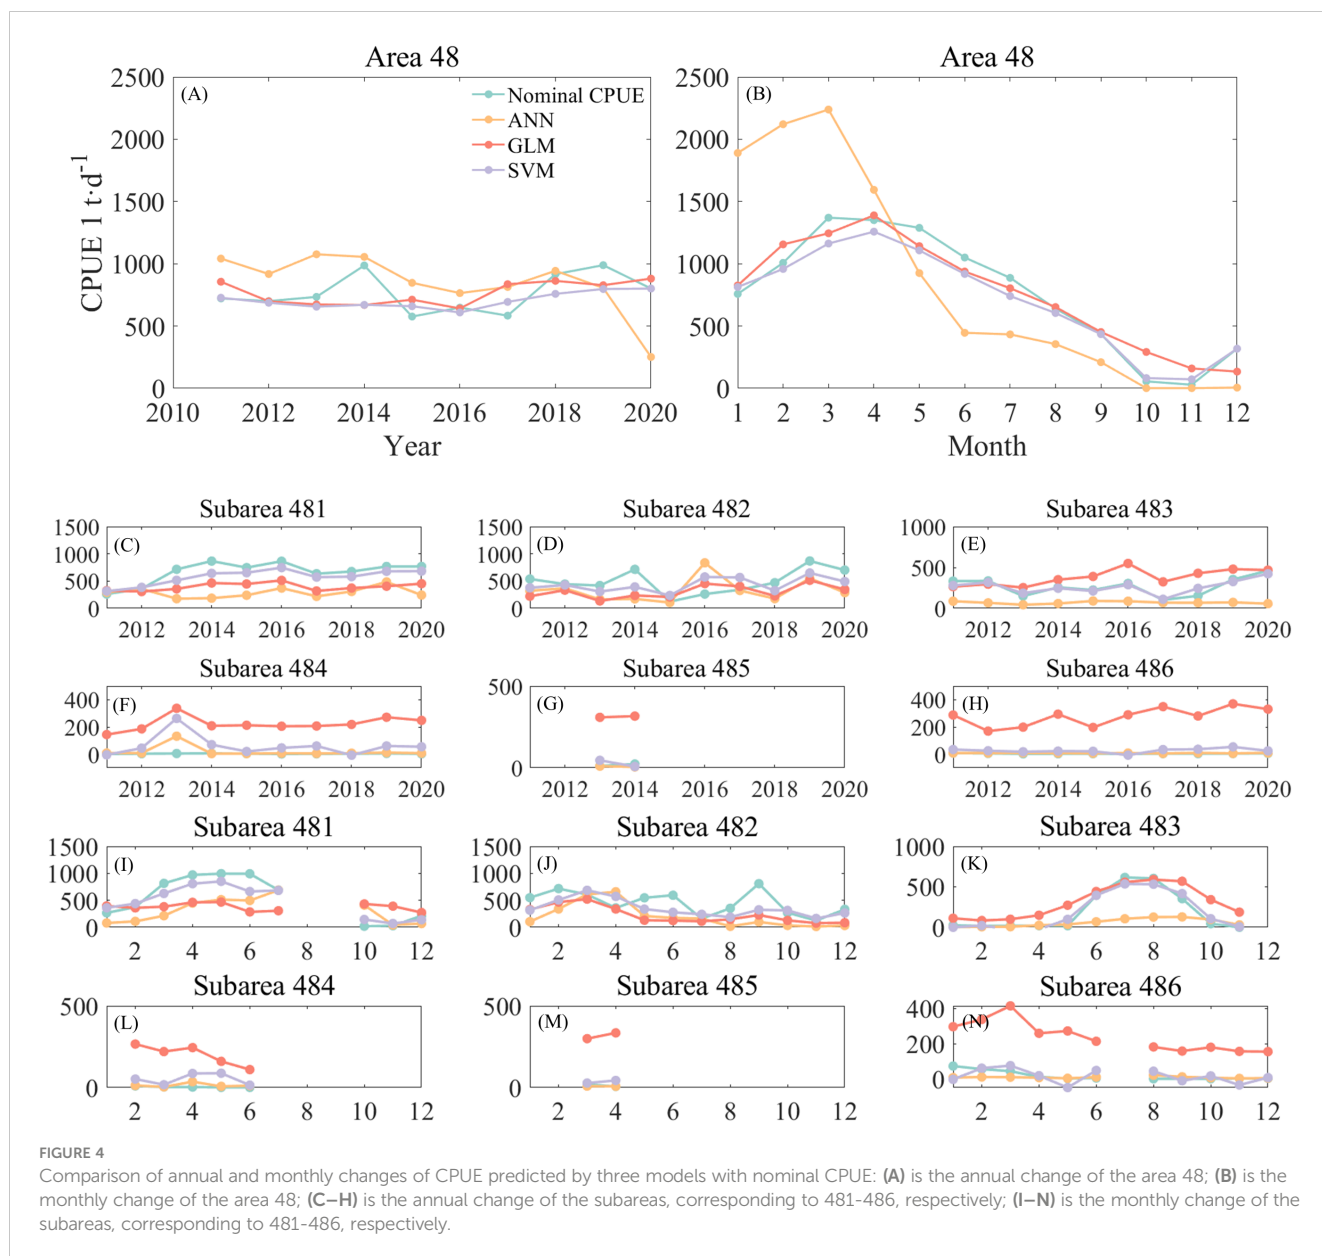 Area 48
Area 48
2500
2000
1500
1000
500
0
CPUE 1 t·d⁻¹
(A)
Nominal CPUE
ANN
GLM
SVM
2010 2012 2014 2016 2018 2020
Year
2500
2000
1500
1000
500
0
(B)
1 2 3 4 5 6 7 8 9 10 11 12
Month
Subarea 481
1500
1000
500
0
(C)
2012 2014 2016 2018 2020
Subarea 482
1500
1000
500
0
(D)
2012 2014 2016 2018 2020
Subarea 483
1000
500
0
(E)
2012 2014 2016 2018 2020
Subarea 484
400
200
0
(F)
2012 2014 2016 2018 2020
Subarea 485
500
0
(G)
2012 2014 2016 2018 2020
Subarea 486
400
200
0
(H)
2012 2014 2016 2018 2020
Subarea 481
1500
1000
500
0
(I)
2 4 6 8 10 12
Subarea 482
1500
1000
500
0
(J)
2 4 6 8 10 12
Subarea 483
1000
500
0
(K)
2 4 6 8 10 12
Subarea 484
500
0
(L)
2 4 6 8 10 12
Subarea 485
500
0
(M)
2 4 6 8 10 12
Subarea 486
400
200
0
(N)
2 4 6 8 10 12
FIGURE 4
Comparison of annual and monthly changes of CPUE predicted by three models with nominal CPUE: (A) is the annual change of the area 48; (B) is the
monthly change of the area 48; (C–H) is the annual change of the subareas, corresponding to 481-486, respectively; (I–N) is the monthly change of the
subareas, corresponding to 481-486, respectively.